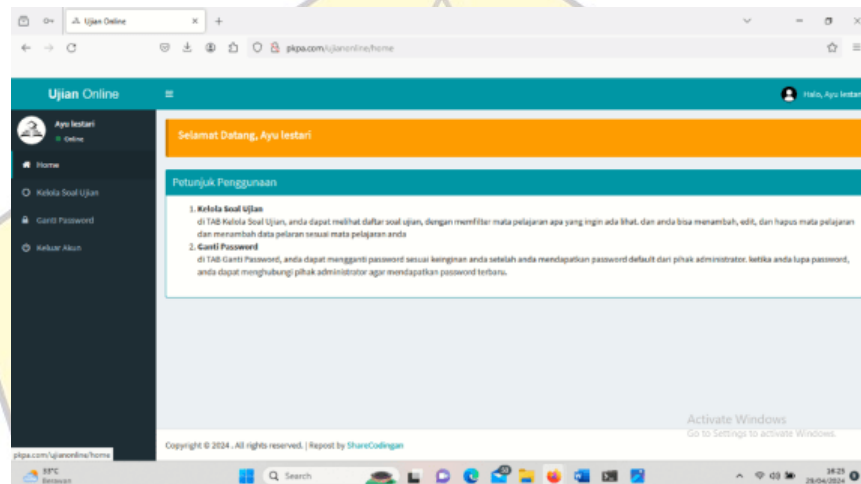 Ujian Online
pkpa.com/ujianonline/home
Ujian Online
Halo, Ayu lestari
Ayu lestari
Online
Selamat Datang, Ayu lestari
Home
Kelola Soal Ujian
Ganti Password
Keluar Akun
Petunjuk Penggunaan
1. Kelola Soal Ujian
di TAB Kelola Soal Ujian, anda dapat melihat daftar soal ujian, dengan memfilter mata pelajaran apa yang ingin ada lihat. dan anda bisa menambah, edit, dan hapus mata pelajaran
dan menambah data pelaran sesuai mata pelajaran anda
2. Ganti Password
di TAB Ganti Password, anda dapat mengganti password sesuai keinginan anda setelah anda mendapatkan password default dari pihak administrator. ketika anda lupa password,
anda dapat menghubungi pihak administrator agar mendapatkan password terbaru.
Activate Windows
Go to Settings to activate Windows.
Copyright © 2024 . All rights reserved. | Repost by ShareCodingan
pkpa.com/ujianonline/home
33°C
Berawan
Search
16:25
28/04/2024